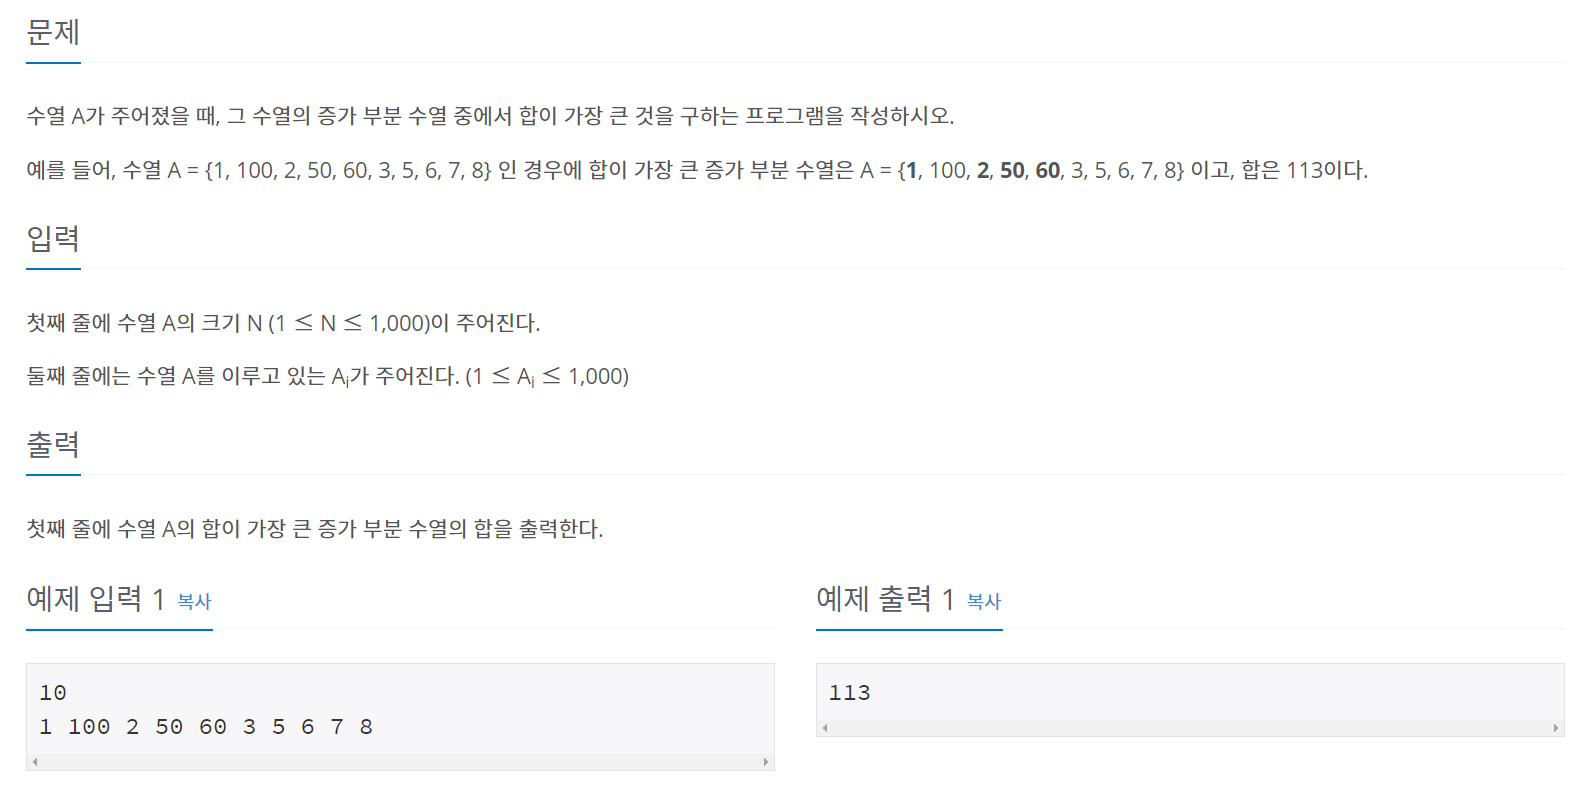 문제
수열 A가 주어졌을 때, 그 수열의 증가 부분 수열 중에서 합이 가장 큰 것을 구하는 프로그램을 작성하시오.
예를 들어, 수열 A = {1, 100, 2, 50, 60, 3, 5, 6, 7, 8} 인 경우에 합이 가장 큰 증가 부분 수열은 A = {1, 100, 2, 50, 60, 3, 5, 6, 7, 8} 이고, 합은 113이다.
입력
첫째 줄에 수열 A의 크기 N (1 ≤ N ≤ 1,000)이 주어진다.
둘째 줄에는 수열 A를 이루고 있는 Ai가 주어진다. (1 ≤ Ai ≤ 1,000)
출력
첫째 줄에 수열 A의 합이 가장 큰 증가 부분 수열의 합을 출력한다.
예제 입력 1 복사
10
1 100 2 50 60 3 5 6 7 8
예제 출력 1 복사
113